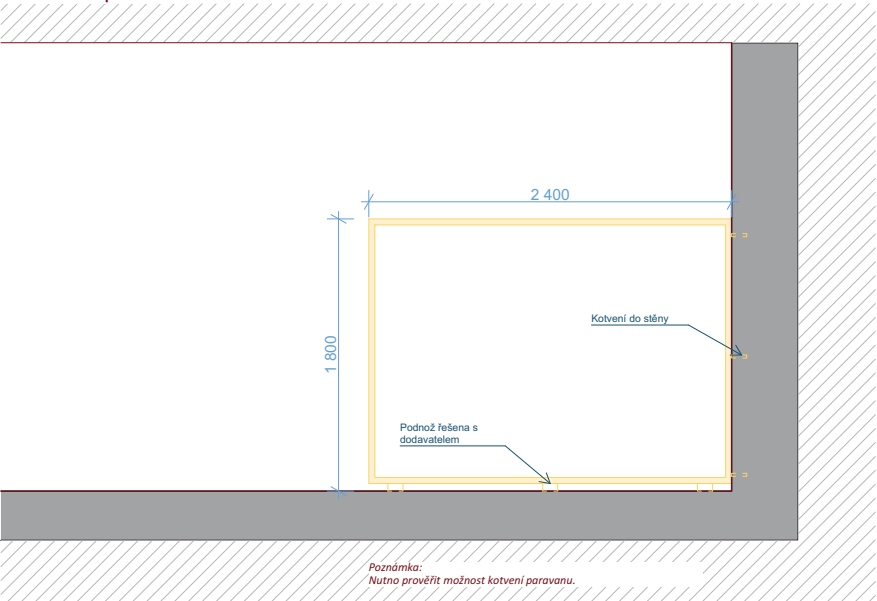 2 400
1 800
Kotvení do stěny
Podnož řešena s
dodavatelem
Poznámka:
Nutno prověřit možnost kotvení paravanu.